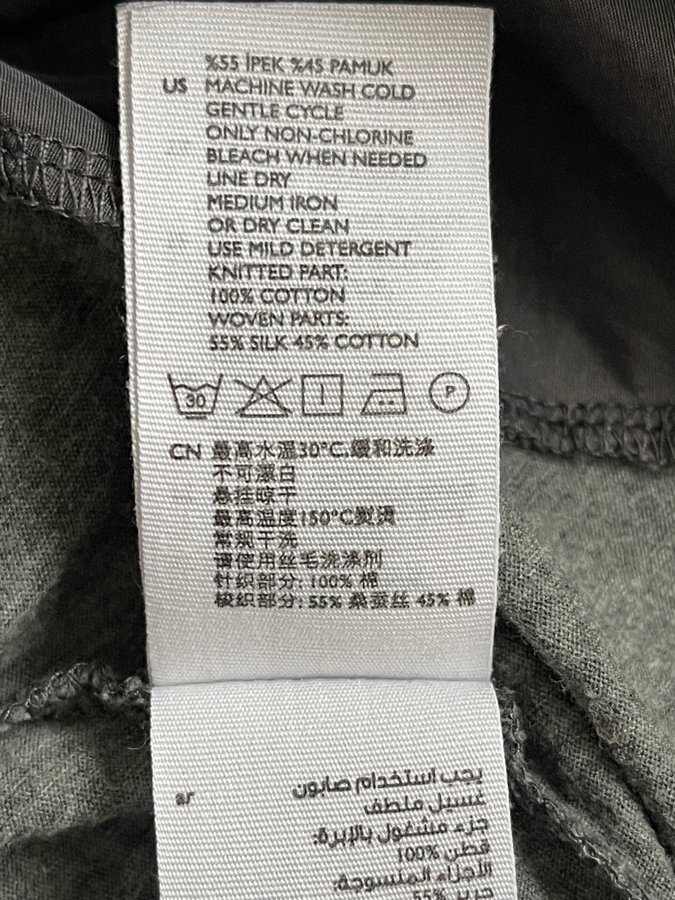 %55 İPEK %45 PAMUK
US MACHINE WASH COLD
GENTLE CYCLE
ONLY NON-CHLORINE
BLEACH WHEN NEEDED
LINE DRY
MEDIUM IRON
OR DRY CLEAN
USE MILD DETERGENT
KNITTED PART:
100% COTTON
WOVEN PARTS:
55% SILK 45% COTTON
30 P
CN 最高水温30°C,缓和洗涤
不可漂白
悬挂晾干
最高温度150°C熨烫
常规干洗
请使用丝毛洗涤剂
针织部分: 100% 棉
梭织部分: 55% 桑蚕丝 45% 棉
ar يجب استخدام صابون
غسيل ملطف
جزء مشغول بالإبرة:
قطن 100%
الأجزاء المنسوجة:
حرير 55%